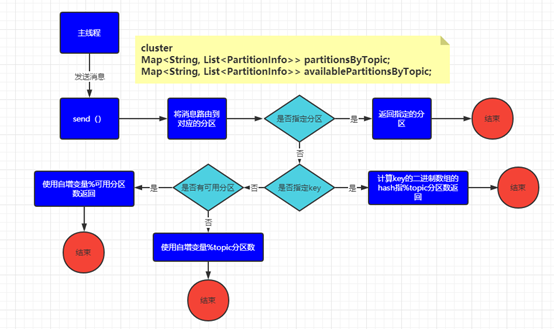 主线程
cluster
Map<String, List<PartitionInfo>> partitionsByTopic;
Map<String, List<PartitionInfo>> availablePartitionsByTopic;
发送消息
send（）
将消息路由到
对应的分区
是否指定分区
是
返回指定的分
区
结束
否
使用自增变量%可用分区
数返回
是
是否有可用分区
否
是否指定key
是
计算key的二进制数组的
hash指%topic分区数返
回
结束
结束
否
使用自增变量%topic分区数
结束